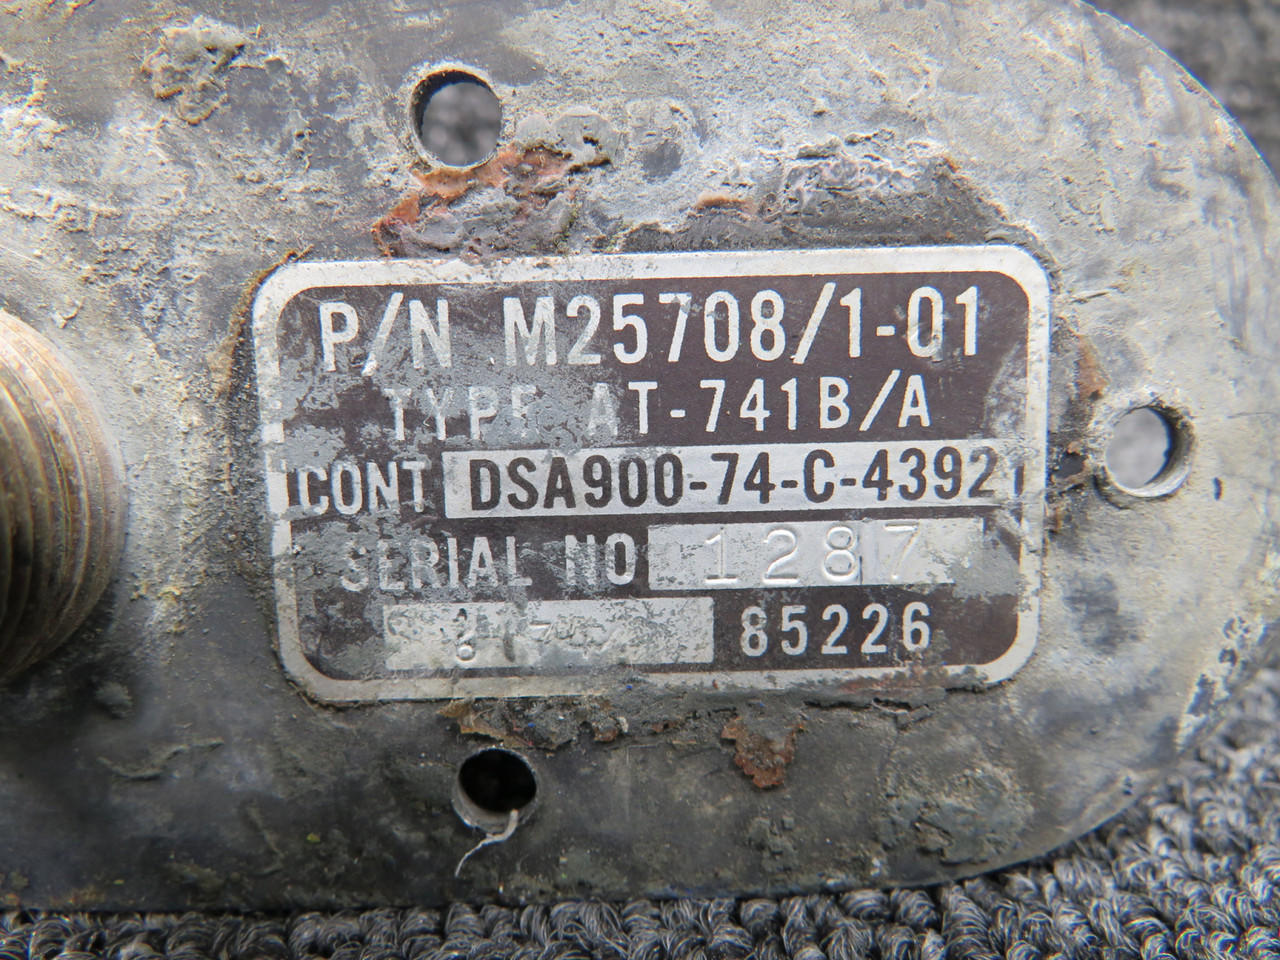 P/N M25708/1-01
TYPE AT-741B/A
CONT DSA900-74-C-4392
SERIAL NO 1287
85226